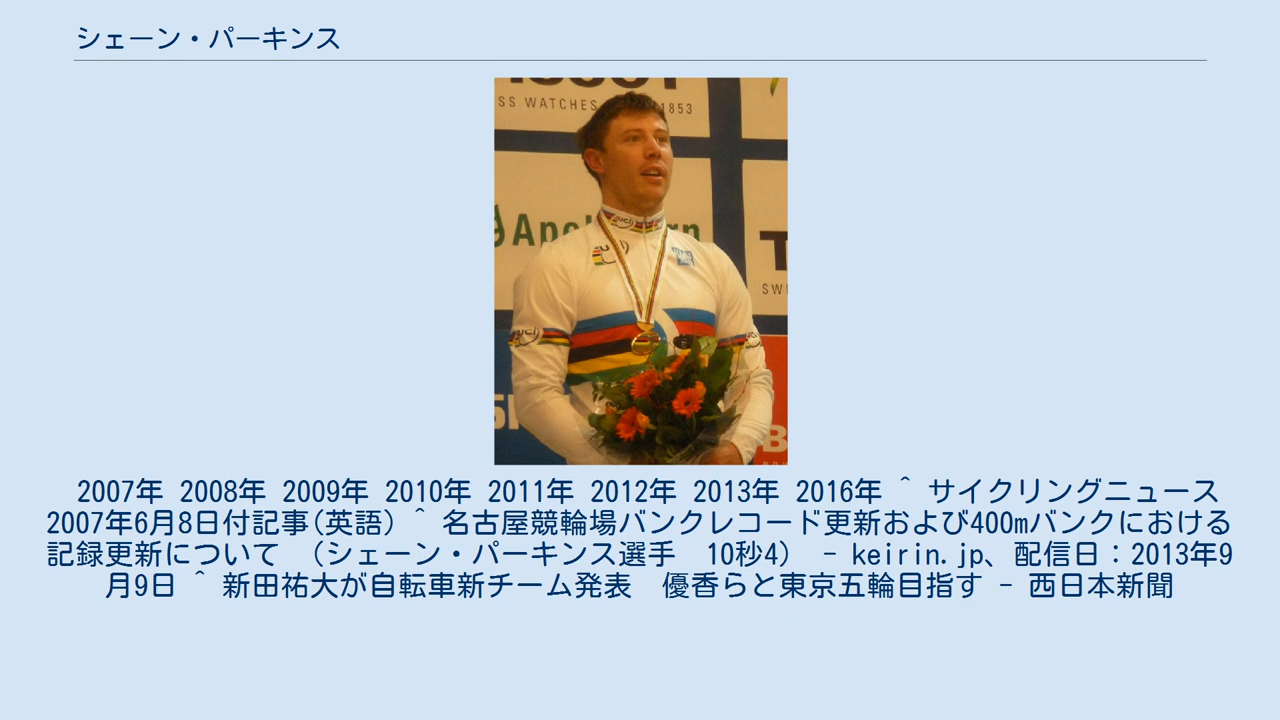 シェーン・パーキンス
SS WATCHES 1853
Apo
SW
UCI
B
2007年 2008年 2009年 2010年 2011年 2012年 2013年 2016年 ^ サイクリングニュース
2007年6月8日付記事(英語) ^ 名古屋競輪場バンクレコード更新および400mバンクにおける
記録更新について （シェーン・パーキンス選手 10秒4） - keirin.jp、配信日：2013年9
月9日 ^ 新田祐大が自転車新チーム発表 優香らと東京五輪目指す - 西日本新聞